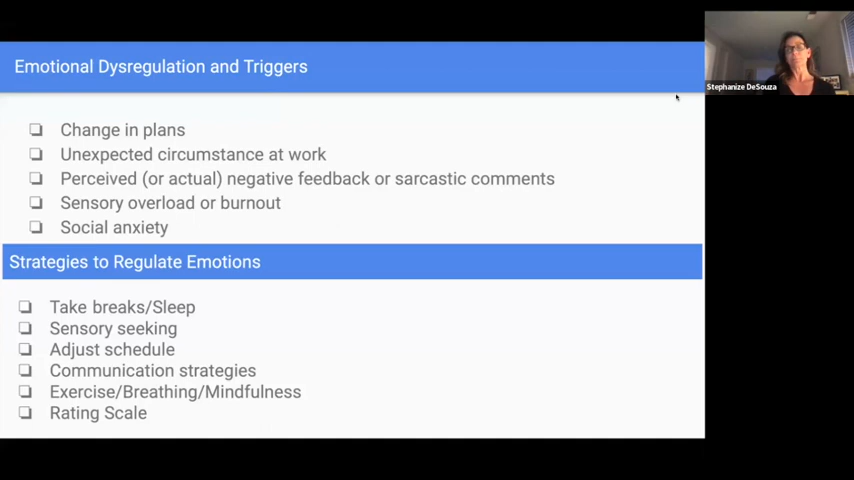 Emotional Dysregulation and Triggers
Stephanize DeSouza
Change in plans
Unexpected circumstance at work
Perceived (or actual) negative feedback or sarcastic comments
Sensory overload or burnout
Social anxiety
Strategies to Regulate Emotions
Take breaks/Sleep
Sensory seeking
Adjust schedule
Communication strategies
Exercise/Breathing/Mindfulness
Rating Scale